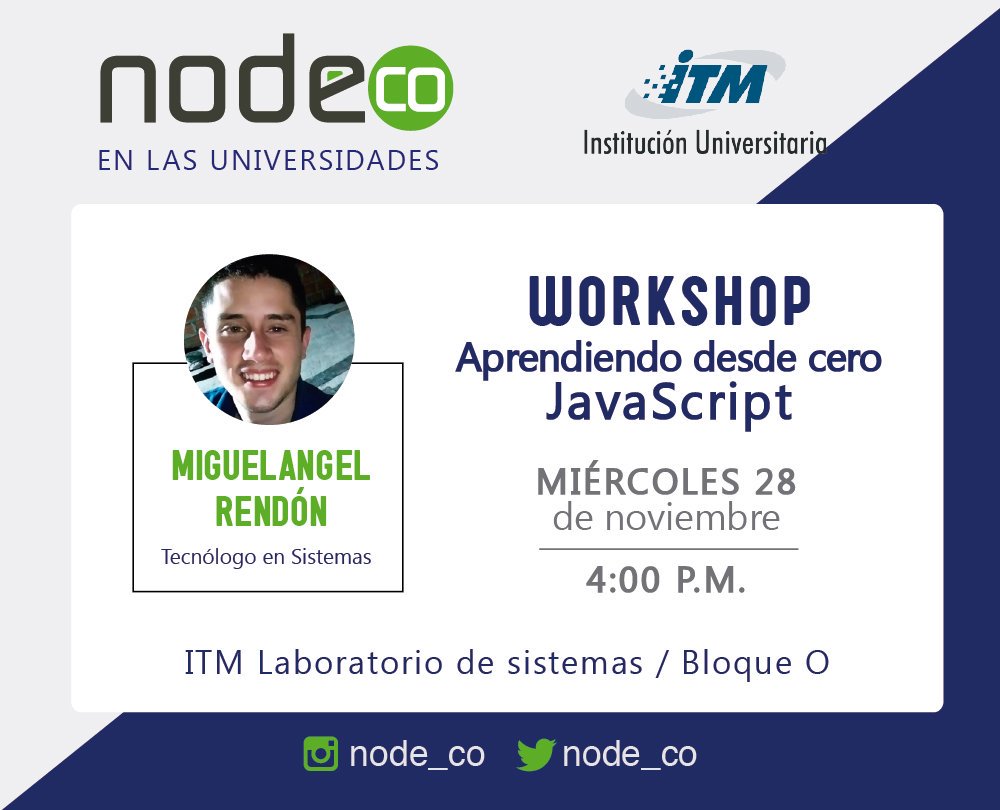 nodeco
EN LAS UNIVERSIDADES
iTM
Institución Universitaria
WORKSHOP
Aprendiendo desde cero
JavaScript
MIGUELANGEL
RENDÓN
Tecnólogo en Sistemas
MIÉRCOLES 28
de noviembre
4:00 P.M.
ITM Laboratorio de sistemas / Bloque O
node_co node_co